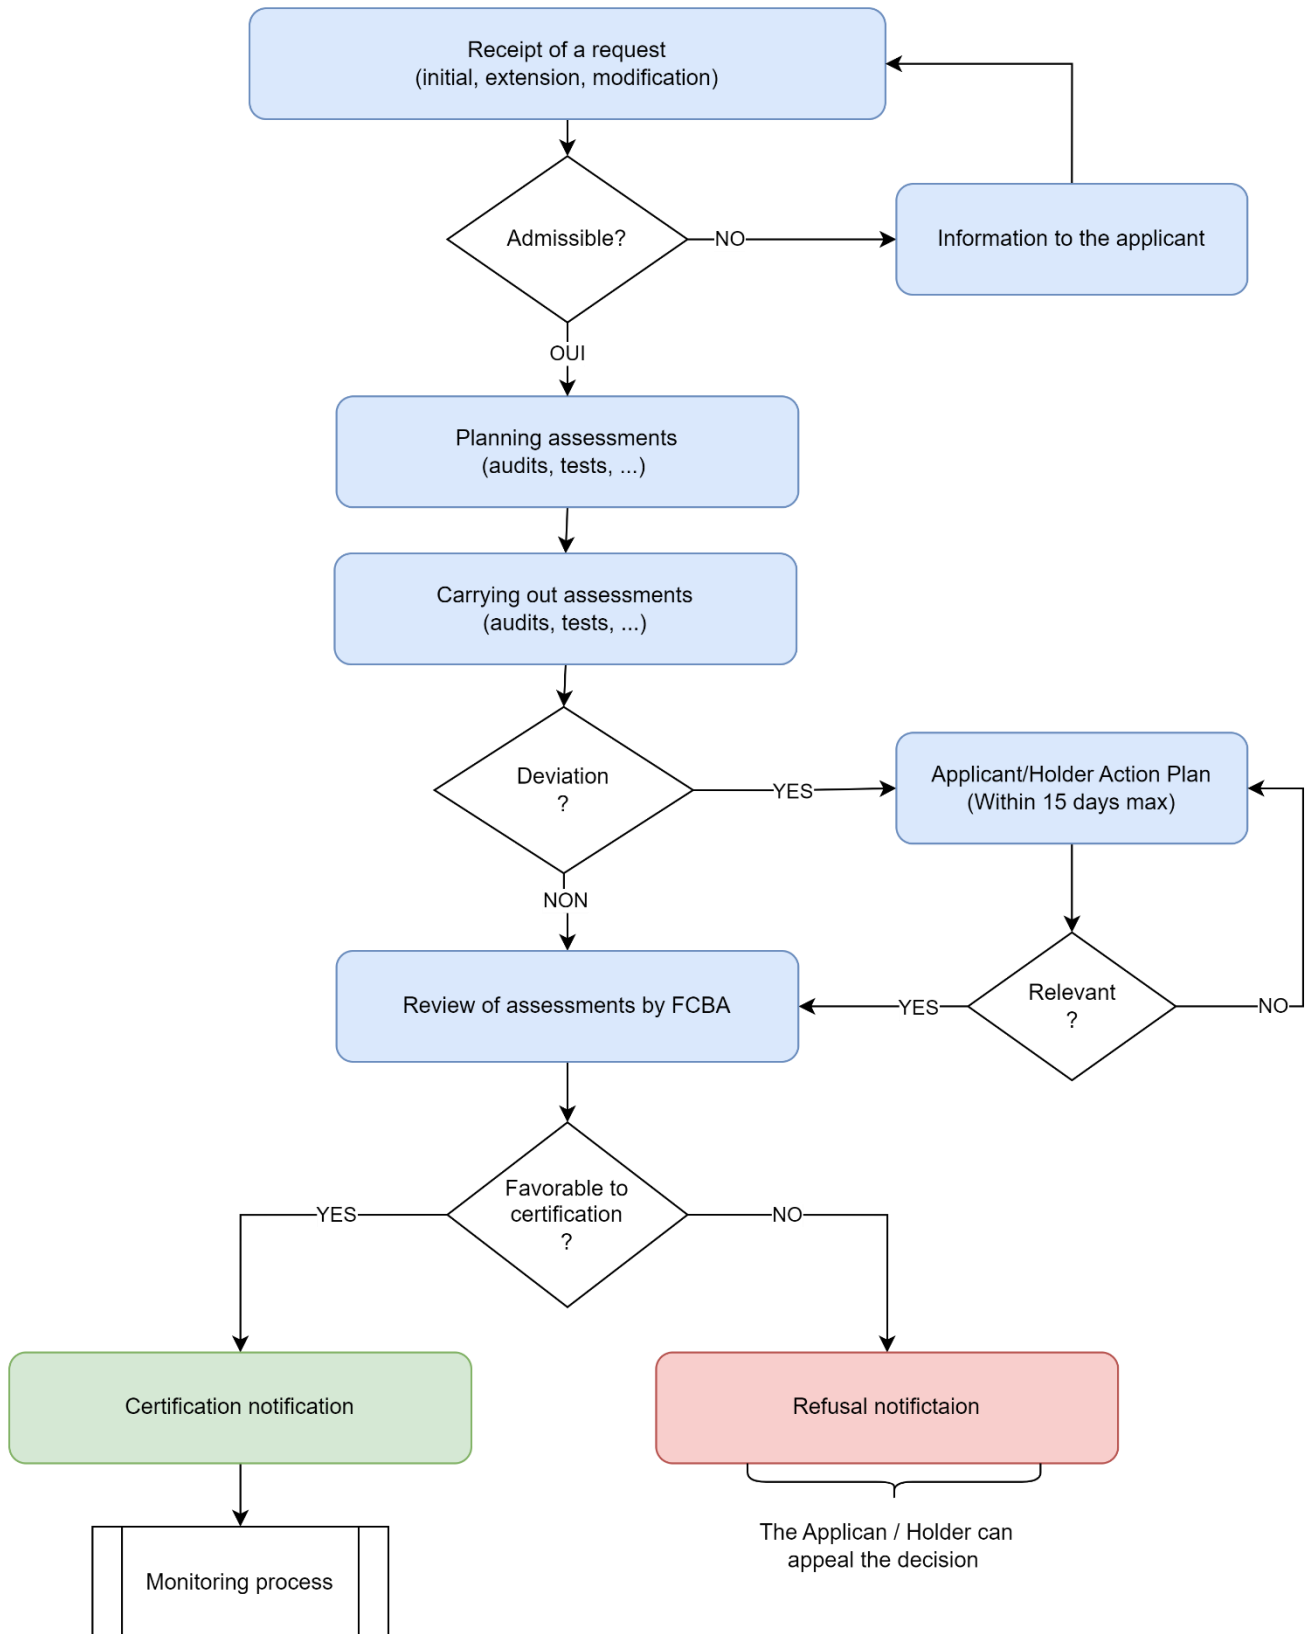 Receipt of a request
(initial, extension, modification)
Admissible?
NO
Information to the applicant
OUI
Planning assessments
(audits, tests, ...)
Carrying out assessments
(audits, tests, ...)
Deviation
?
YES
Applicant/Holder Action Plan
(Within 15 days max)
NON
Review of assessments by FCBA
YES
Relevant
?
NO
Favorable to
certification
?
YES
NO
Certification notification
Refusal notifictaion
The Applican / Holder can
appeal the decision
Monitoring process